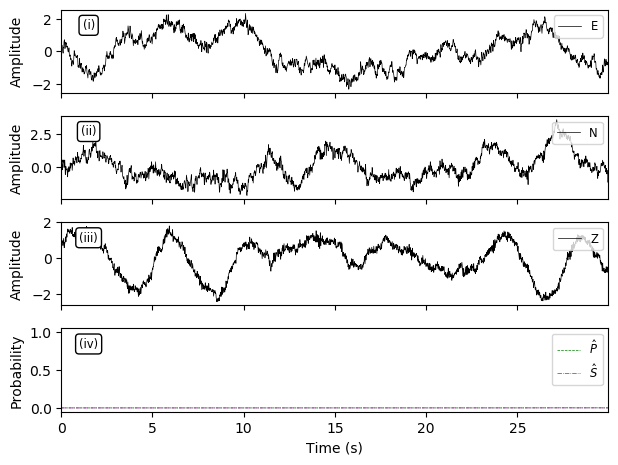 (i)
E
Amplitude
2
0
−2
(ii)
N
Amplitude
2.5
0.0
(iii)
Z
Amplitude
2
0
−2
(iv)
P̂
Ŝ
Probability
1.0
0.5
0.0
0 5 10 15 20 25
Time (s)